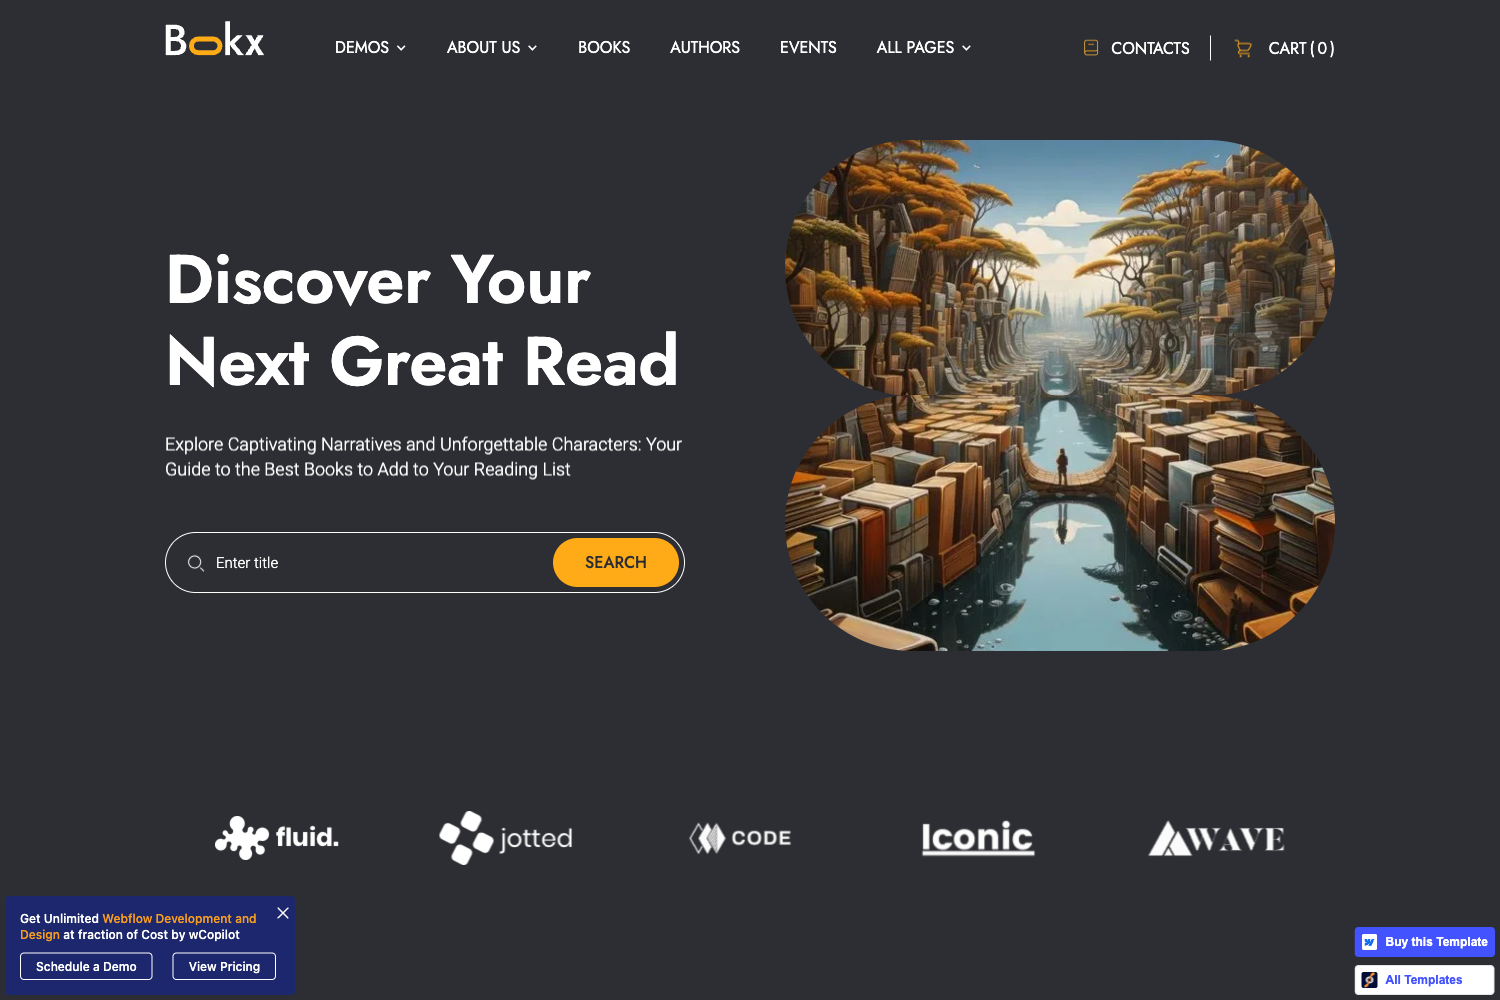 Bokx
DEMOS
ABOUT US
BOOKS
AUTHORS
EVENTS
ALL PAGES
CONTACTS
CART ( 0 )
Discover Your
Next Great Read
Explore Captivating Narratives and Unforgettable Characters: Your
Guide to the Best Books to Add to Your Reading List
Enter title
SEARCH
fluid.
jotted
CODE
Iconic
WAVE
Get Unlimited Webflow Development and
Design at fraction of Cost by wCopilot
Schedule a Demo
View Pricing
Buy this Template
All Templates